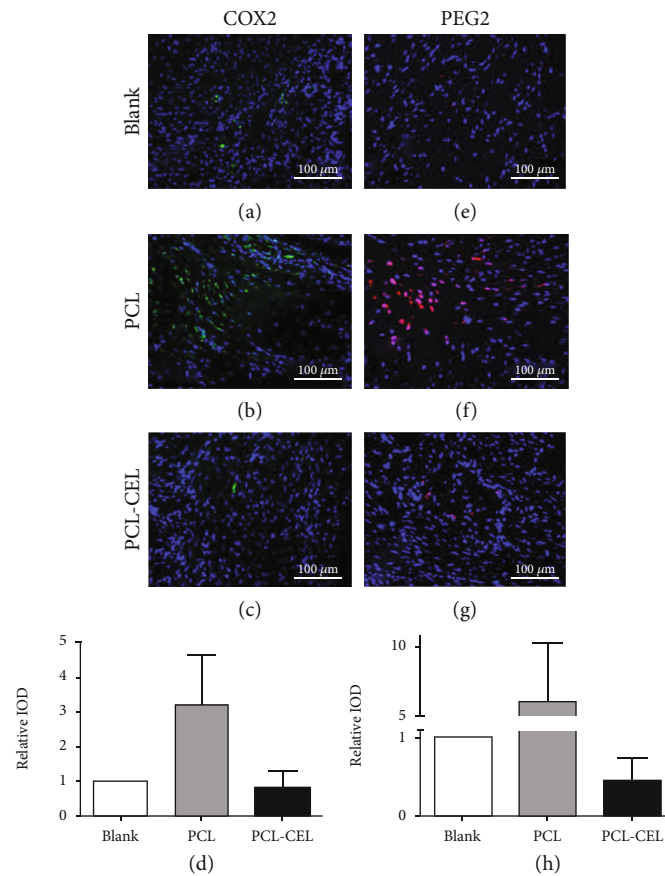 COX2 PEG2
Blank
100 µm 100 µm
(a) (e)
PCL
100 µm 100 µm
(b) (f)
PCL-CEL
100 µm 100 µm
(c) (g)
5
4
3
2
1
0
Relative IOD
Blank PCL PCL-CEL
(d)
10
5
1
0
Relative IOD
Blank PCL PCL-CEL
(h)